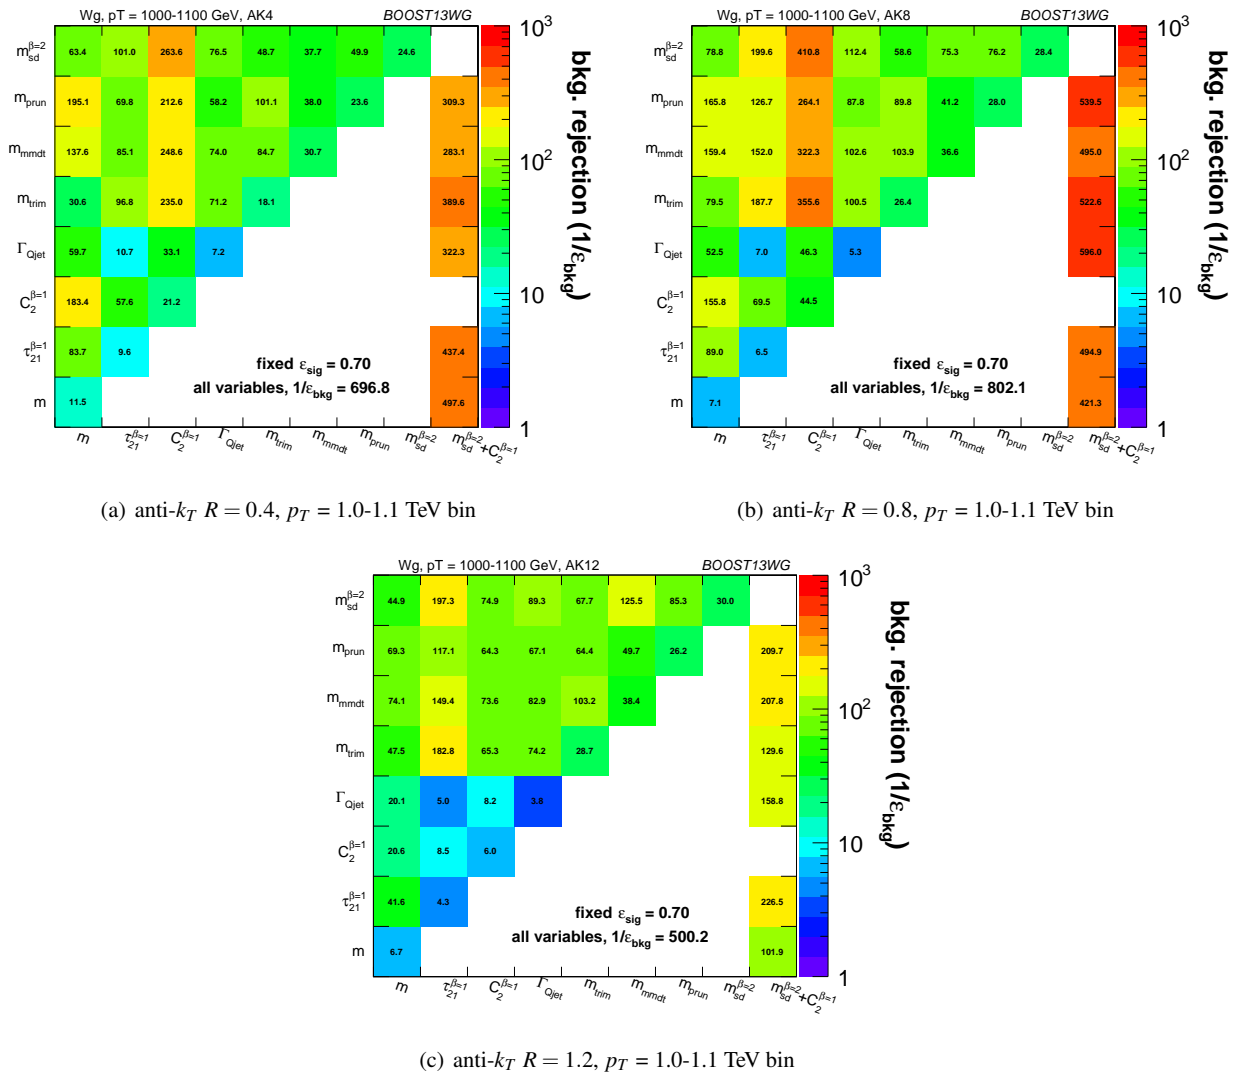 Wg, pT = 1000-1100 GeV, AK4 BOOST13WG
m_sd^β=2 63.4 101.0 263.6 76.5 48.7 37.7 49.9 24.6
m_prun 195.1 69.8 212.6 58.2 101.1 38.0 23.6 309.3
m_mmdt 137.6 85.1 248.6 74.0 84.7 30.7 283.1
m_trim 30.6 96.8 235.0 71.2 18.1 389.6
Γ_Qjet 59.7 10.7 33.1 7.2 322.3
C_2^β=1 183.4 57.6 21.2
τ_21^β=1 83.7 9.6 437.4
fixed ε_sig = 0.70
all variables, 1/ε_bkg = 696.8
m 11.5 497.6
m τ_21^β=1 C_2^β=1 Γ_Qjet m_trim m_mmdt m_prun m_sd^β=2 m_sd^β=2+C_2^β=1
10^3
10^2
10
1
bkg. rejection (1/ε_bkg)
(a) anti-k_T R = 0.4, p_T = 1.0-1.1 TeV bin
Wg, pT = 1000-1100 GeV, AK8 BOOST13WG
m_sd^β=2 78.8 199.6 410.8 112.4 58.6 75.3 76.2 28.4
m_prun 165.8 126.7 264.1 87.8 89.8 41.2 28.0 539.5
m_mmdt 159.4 152.0 322.3 102.6 103.9 36.6 495.0
m_trim 79.5 187.7 355.6 100.5 26.4 522.6
Γ_Qjet 52.5 7.0 46.3 5.3 596.0
C_2^β=1 155.8 69.5 44.5
τ_21^β=1 89.0 6.5 494.9
fixed ε_sig = 0.70
all variables, 1/ε_bkg = 802.1
m 7.1 421.3
m τ_21^β=1 C_2^β=1 Γ_Qjet m_trim m_mmdt m_prun m_sd^β=2 m_sd^β=2+C_2^β=1
10^3
10^2
10
1
bkg. rejection (1/ε_bkg)
(b) anti-k_T R = 0.8, p_T = 1.0-1.1 TeV bin
Wg, pT = 1000-1100 GeV, AK12 BOOST13WG
m_sd^β=2 44.9 197.3 74.9 89.3 67.7 125.5 85.3 30.0
m_prun 69.3 117.1 64.3 67.1 64.4 49.7 26.2 209.7
m_mmdt 74.1 149.4 73.6 82.9 103.2 38.4 207.8
m_trim 47.5 182.8 65.3 74.2 28.7 129.6
Γ_Qjet 20.1 5.0 8.2 3.8 158.8
C_2^β=1 20.6 8.5 6.0
τ_21^β=1 41.6 4.3 226.5
fixed ε_sig = 0.70
all variables, 1/ε_bkg = 500.2
m 6.7 101.9
m τ_21^β=1 C_2^β=1 Γ_Qjet m_trim m_mmdt m_prun m_sd^β=2 m_sd^β=2+C_2^β=1
10^3
10^2
10
1
bkg. rejection (1/ε_bkg)
(c) anti-k_T R = 1.2, p_T = 1.0-1.1 TeV bin